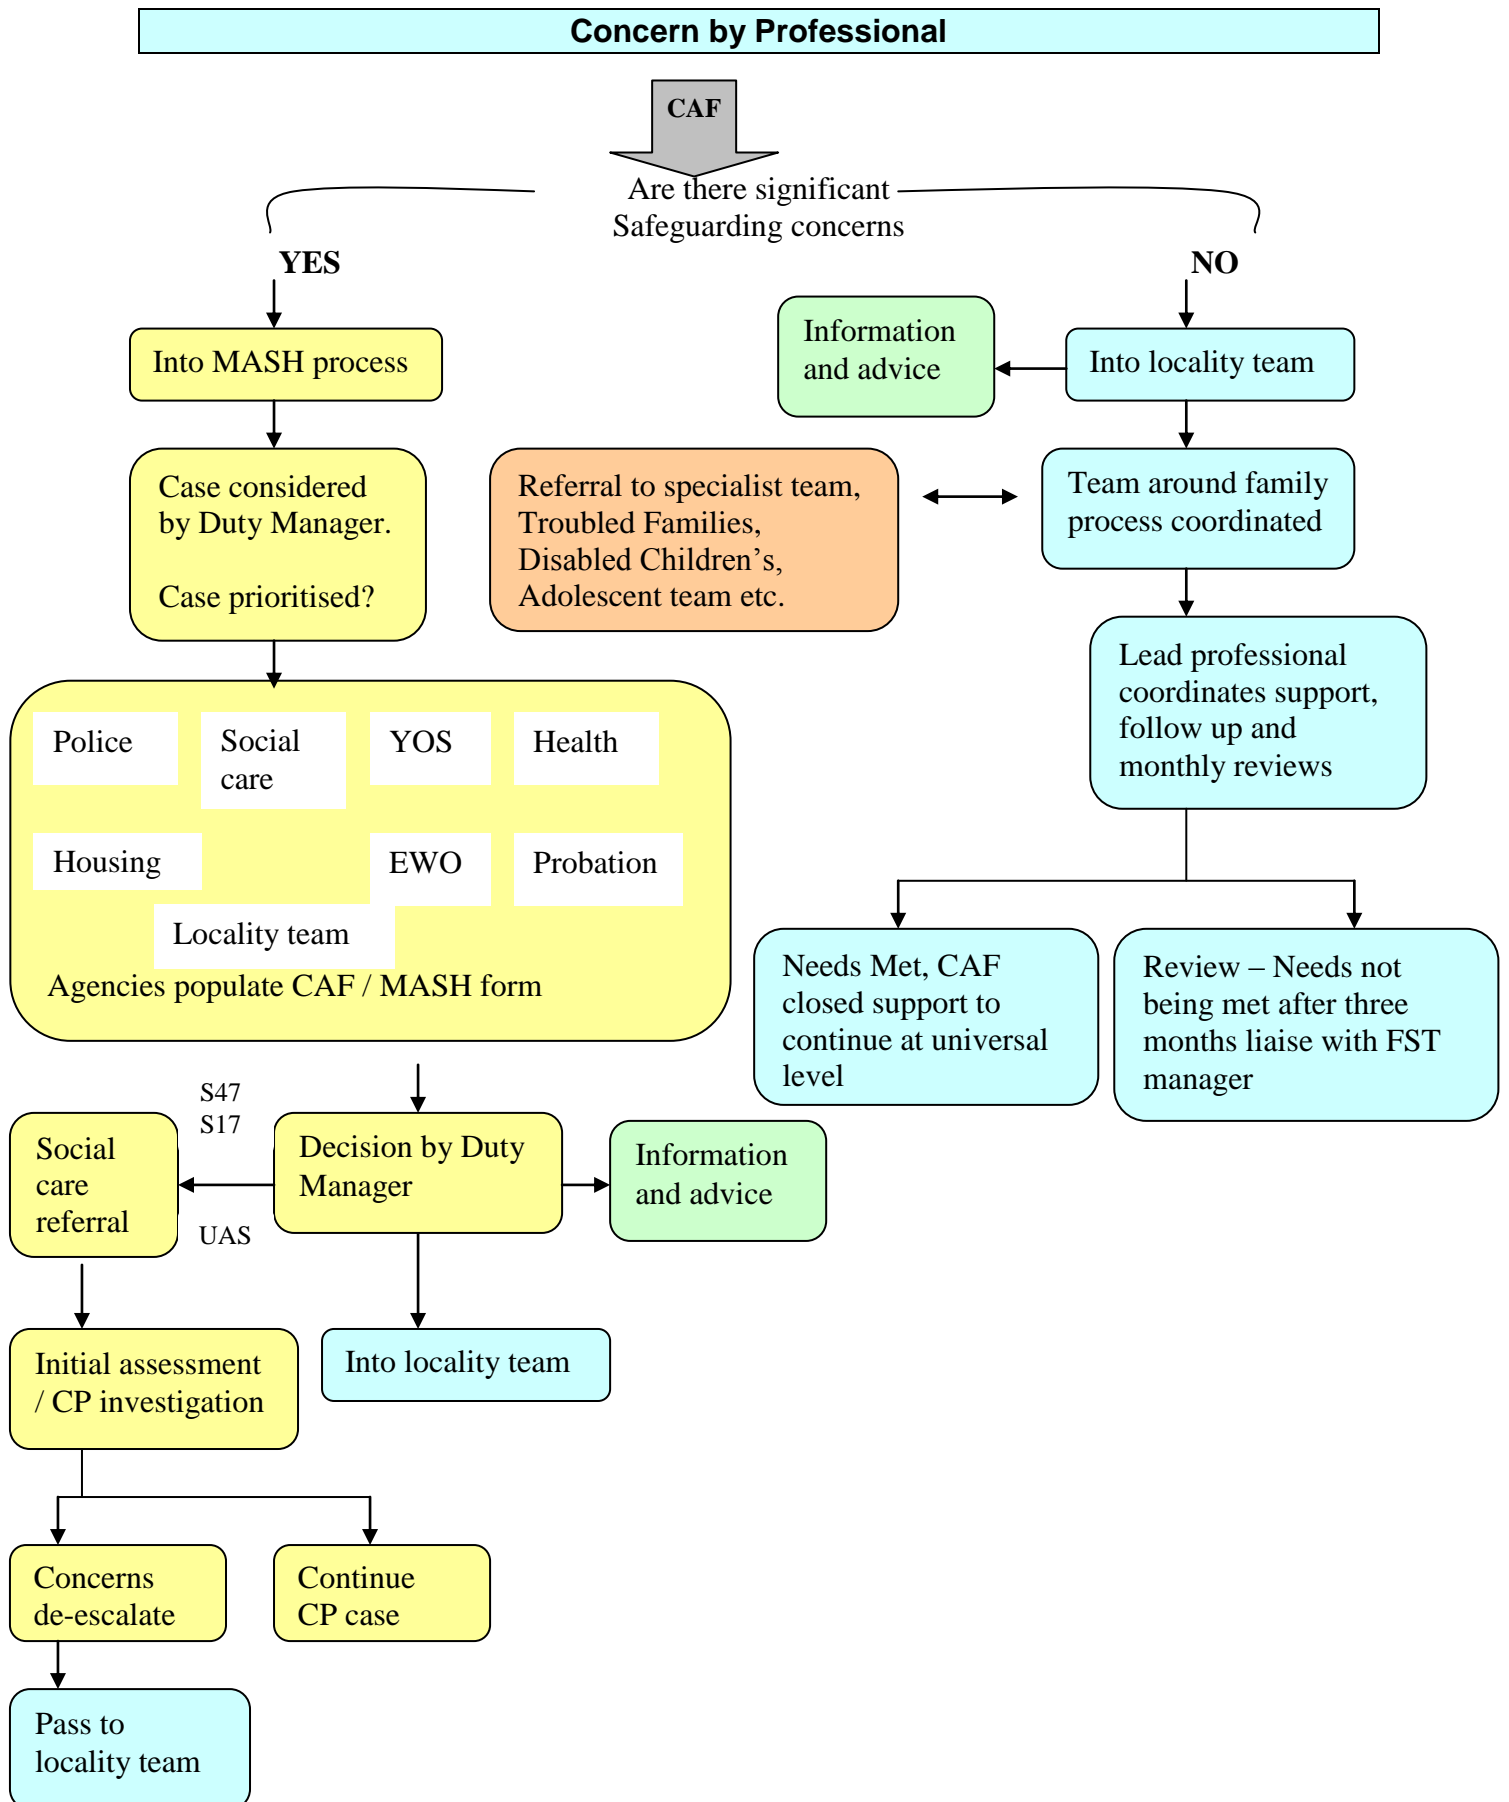 Concern by Professional
CAF
Are there significant
Safeguarding concerns
YES
NO
Into MASH process
Information
and advice
Into locality team
Case considered
by Duty Manager.
Case prioritised?
Referral to specialist team,
Troubled Families,
Disabled Children’s,
Adolescent team etc.
Team around family
process coordinated
Lead professional
coordinates support,
follow up and
monthly reviews
Police
Social
care
YOS
Health
Housing
EWO
Probation
Locality team
Agencies populate CAF / MASH form
Needs Met, CAF
closed support to
continue at universal
level
Review – Needs not
being met after three
months liaise with FST
manager
S47
S17
UAS
Social
care
referral
Decision by Duty
Manager
Information
and advice
Initial assessment
/ CP investigation
Into locality team
Concerns
de-escalate
Continue
CP case
Pass to
locality team